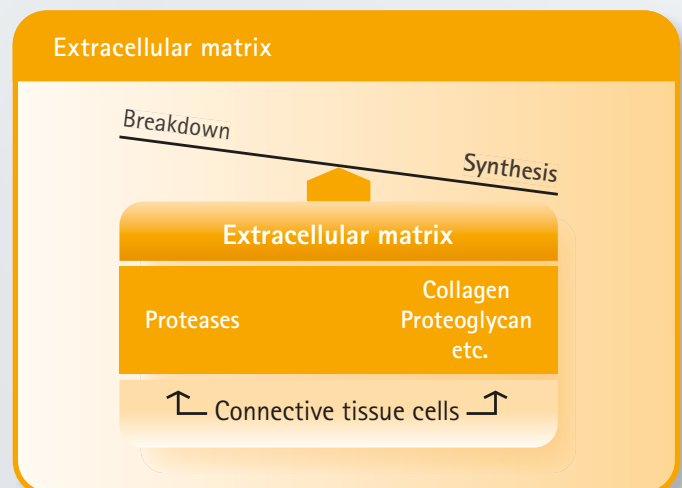 Extracellular matrix
Breakdown
Synthesis
Extracellular matrix
Proteases
Collagen
Proteoglycan
etc.
Connective tissue cells